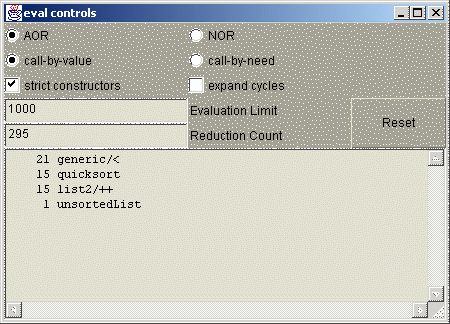 eval controls
AOR NOR
call-by-value call-by-need
strict constructors expand cycles
1000 Evaluation Limit
295 Reduction Count Reset
21 generic/<
15 quicksort
15 list2/++
1 unsortedList